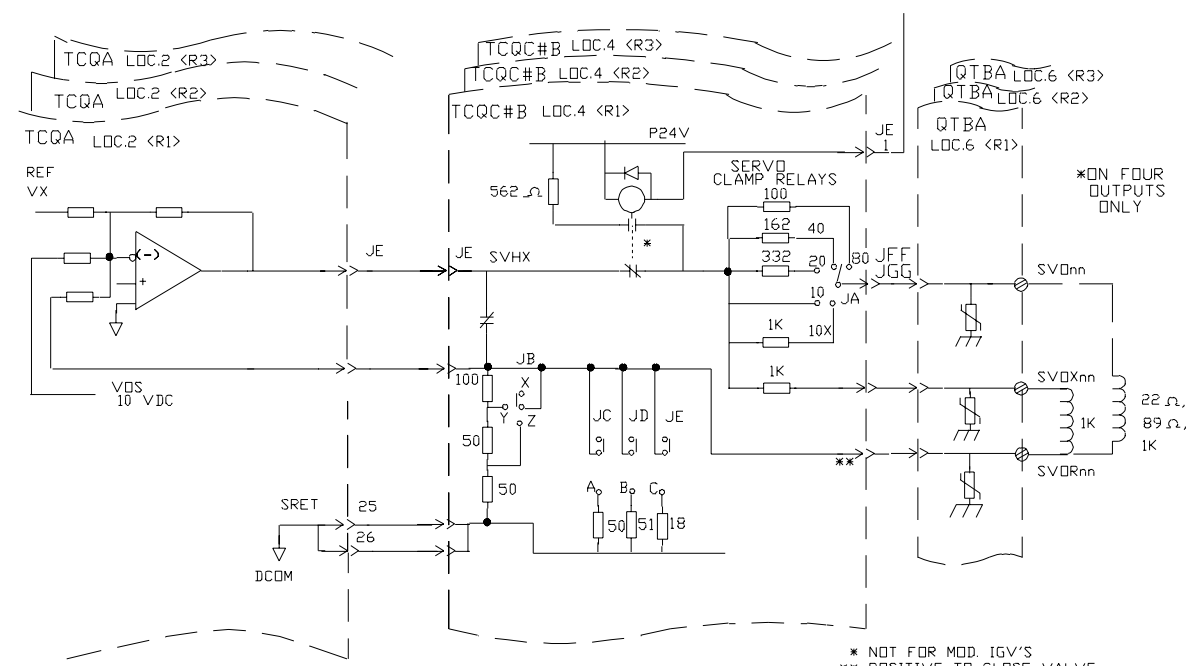 TCQA LOC.2 <R3>
TCQA LOC.2 <R2>
TCQA LOC.2 <R1>
TCQC#B LOC.4 <R3>
TCQC#B LOC.4 <R2>
TCQC#B LOC.4 <R1>
QTBA LOC.6 <R3>
QTBA LOC.6 <R2>
QTBA
LOC.6 <R1>
P24V
JE
1
REF
VX
562 Ω
SERVO
CLAMP RELAYS
*ON FOUR
OUTPUTS
ONLY
100
162
40
332
20
80
JFF
JGG
JE
JE
SVHX
*
(-)
+
10
JA
10X
1K
1K
SVOnn
VOS
10 VDC
JB
100
X
Y
Z
50
50
JC
JD
JE
SVOXnn
1K
22 Ω,
89 Ω,
1K
**
SVORnn
SRET
25
26
DCOM
A
B
C
50
51
18
* NOT FOR MOD. IGV'S
** POSITIVE TO CLOSE VALVE